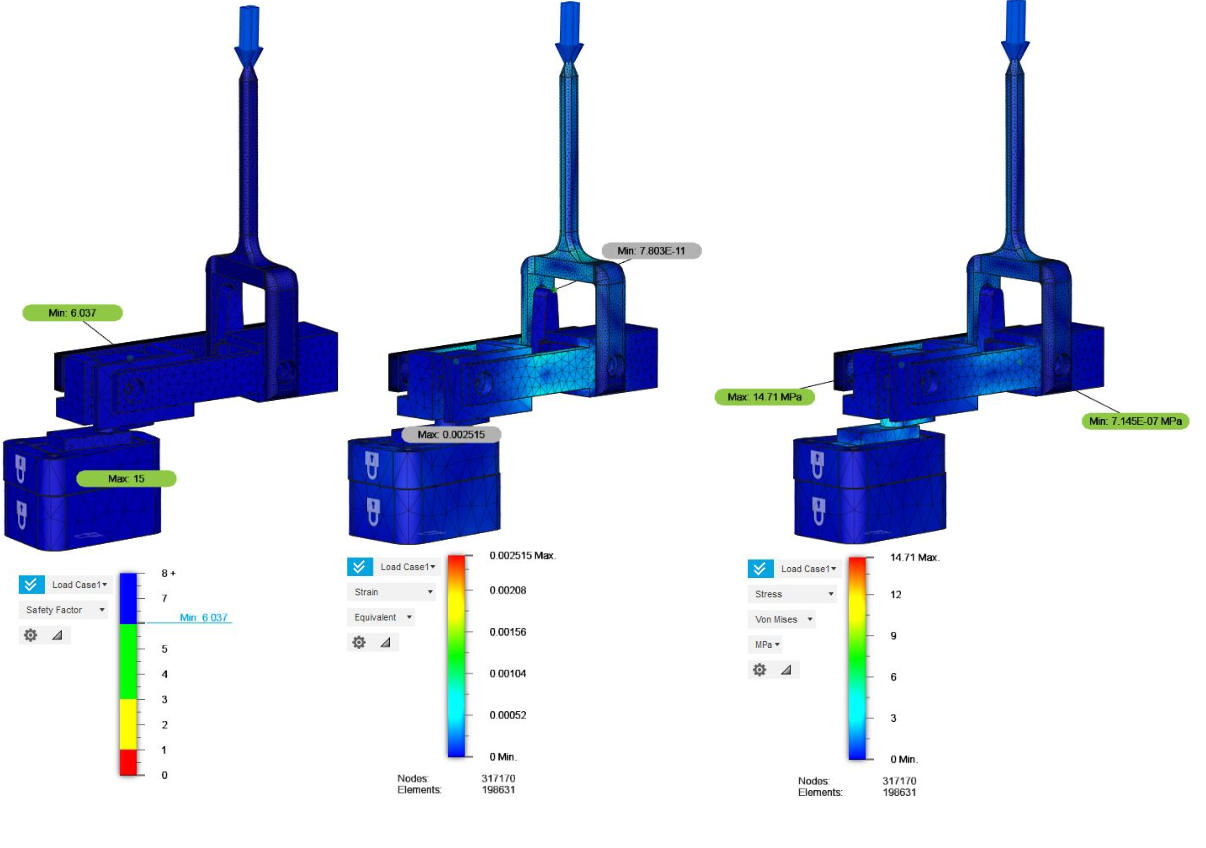 Min: 6.037
Max: 15
Load Case1
Safety Factor
8 +
7
Min: 6.037
5
4
3
2
1
0
Min: 7.803E-11
Max: 0.002515
Load Case1
Strain
Equivalent
0.002515 Max.
0.00208
0.00156
0.00104
0.00052
0 Min.
Nodes: 317170
Elements: 198631
Max: 14.71 MPa
Min: 7.145E-07 MPa
Load Case1
Stress
Von Mises
MPa
14.71 Max.
12
9
6
3
0 Min.
Nodes: 317170
Elements: 198631